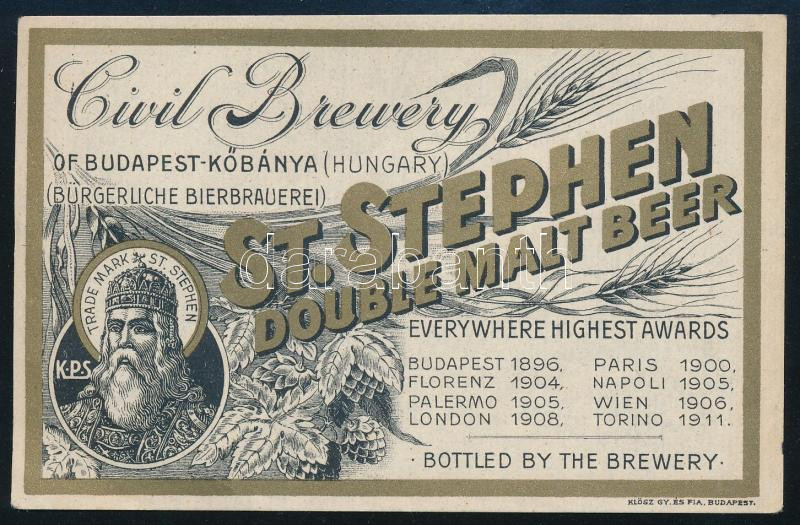 Civil Brewery
OF BUDAPEST-KŐBÁNYA (HUNGARY)
(BÜRGERLICHE BIERBRAUEREI)
ST. STEPHEN
DOUBLE MALT BEER
TRADE MARK ST STEPHEN
K·P·S
EVERYWHERE HIGHEST AWARDS
BUDAPEST 1896, PARIS 1900,
FLORENZ 1904, NAPOLI 1905,
PALERMO 1905, WIEN 1906,
LONDON 1908, TORINO 1911.
· BOTTLED BY THE BREWERY ·
KLÖSZ GY. ÉS FIA, BUDAPEST.
darabanth